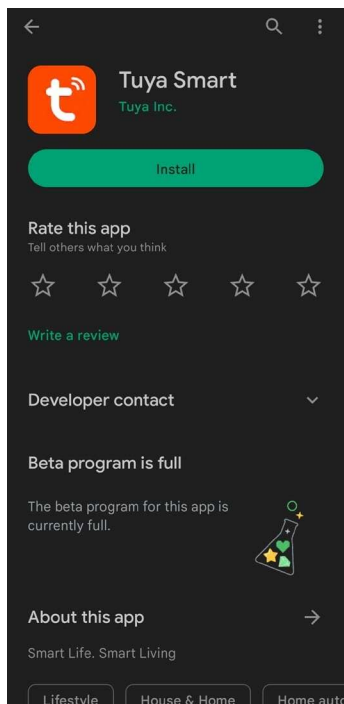 Tuya Smart
Tuya Inc.
Install
Rate this app
Tell others what you think
Write a review
Developer contact
Beta program is full
The beta program for this app is
currently full.
About this app
Smart Life. Smart Living
Lifestyle
House & Home
Home auto